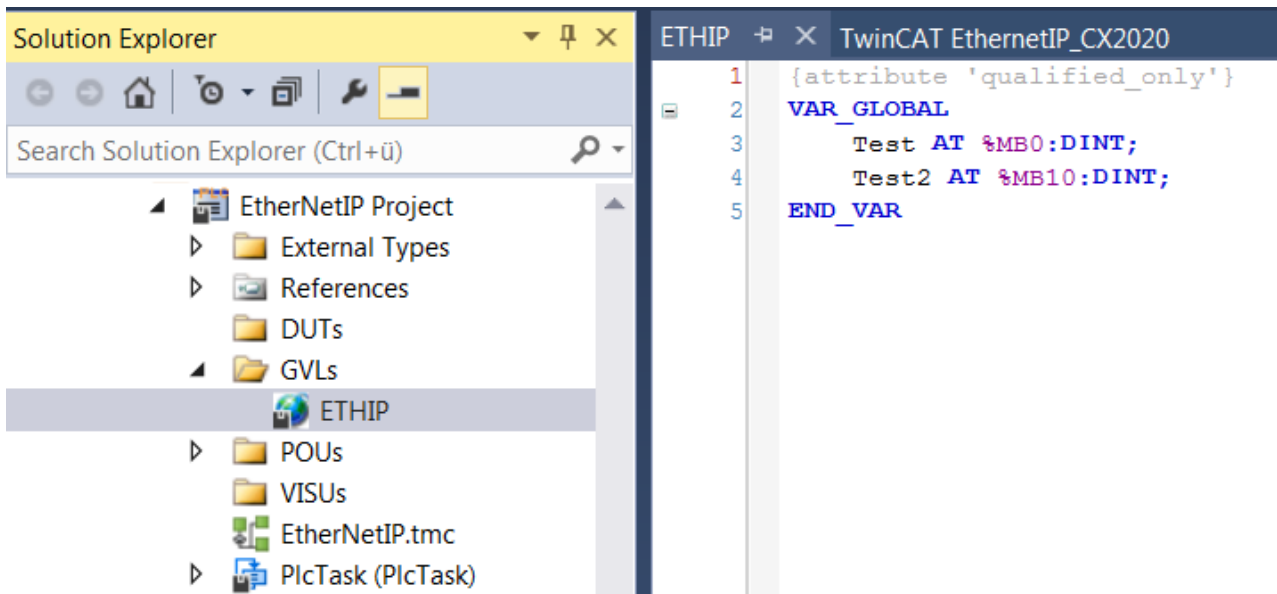 Solution Explorer
Search Solution Explorer (Ctrl+ü)
EtherNetIP Project
External Types
References
DUTs
GVLs
ETHIP
POUs
VISUs
EtherNetIP.tmc
PlcTask (PlcTask)
ETHIP TwinCAT EthernetIP_CX2020
1 {attribute 'qualified_only'}
2 VAR_GLOBAL
3 Test AT %MB0:DINT;
4 Test2 AT %MB10:DINT;
5 END_VAR